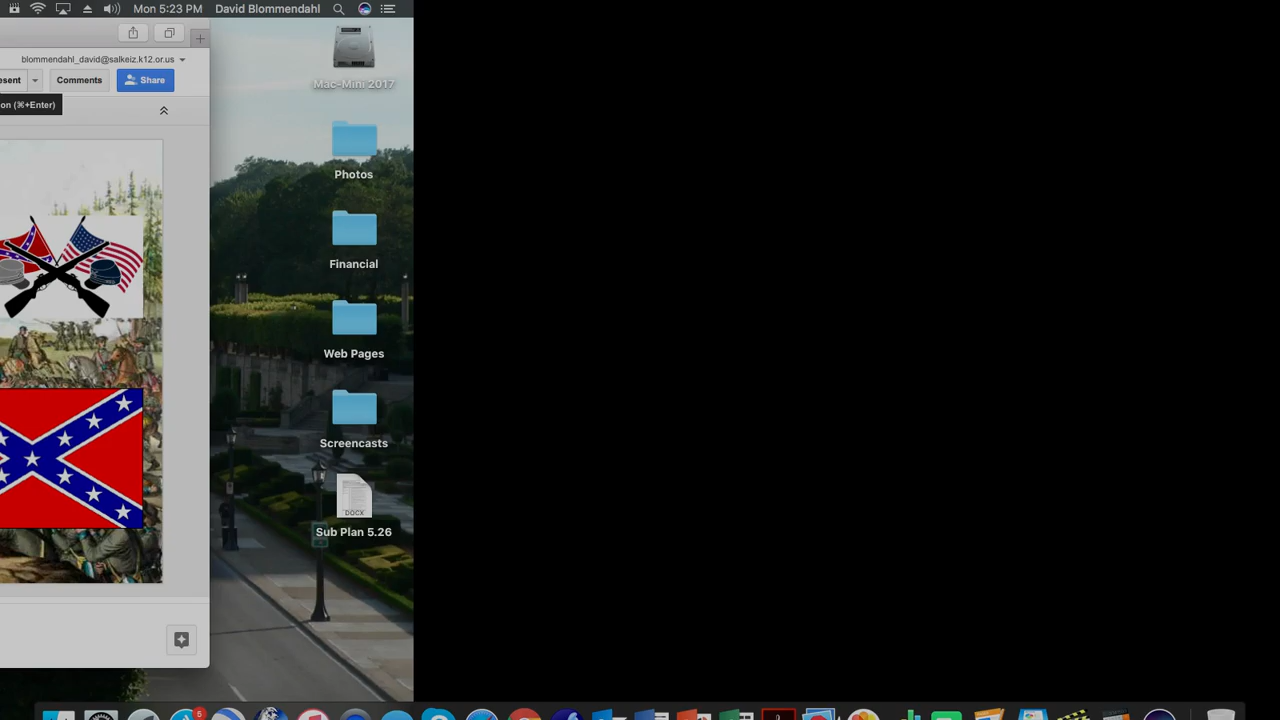 Mon 5:23 PM David Blommendahl
blommendahl_david@salkeiz.k12.or.us
esent Comments Share
on (⌘+Enter)
Mac-Mini 2017
Photos
Financial
Web Pages
Screencasts
DOCX
Sub Plan 5.26
5